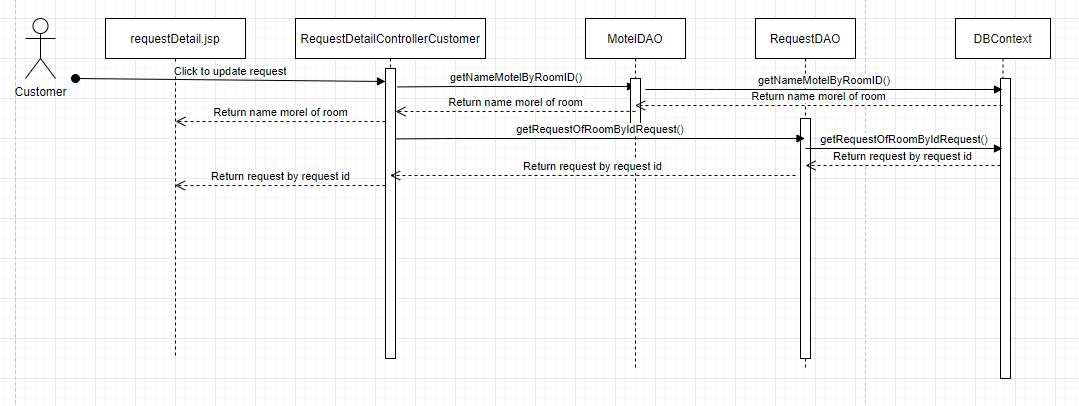 requestDetail.jsp
RequestDetailControllerCustomer
MotelDAO
RequestDAO
DBContext
Customer
Click to update request
getNameMotelByRoomID()
getNameMotelByRoomID()
Return name morel of room
Return name morel of room
Return name morel of room
getRequestOfRoomByIdRequest()
getRequestOfRoomByIdRequest()
Return request by request id
Return request by request id
Return request by request id